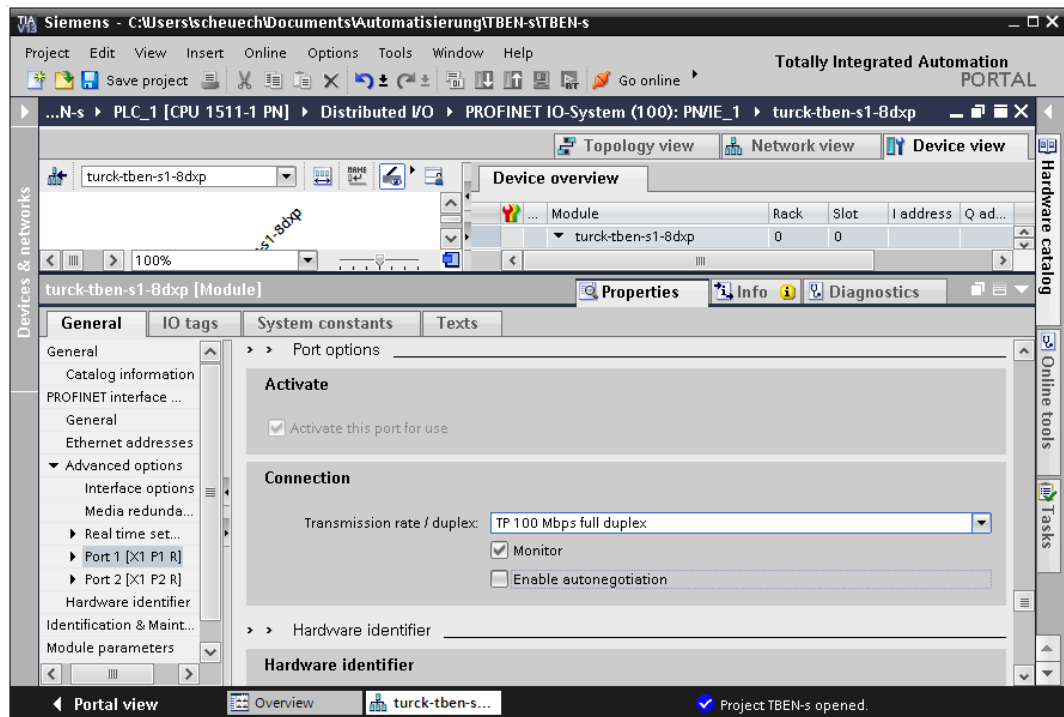 TIA V13 Siemens - C:\Users\scheuech\Documents\Automatisierung\TBEN-s\TBEN-s
Project Edit View Insert Online Options Tools Window Help
Totally Integrated Automation
PORTAL
Save project Go online
...N-s PLC_1 [CPU 1511-1 PN] Distributed I/O PROFINET IO-System (100): PN/IE_1 turck-tben-s1-8dxp
Topology view Network view Device view
turck-tben-s1-8dxp
NAME
Device overview
... Module Rack Slot I address Q ad...
turck-tben-s1-8dxp 0 0
-s1-8dxp
100%
Devices & networks
turck-tben-s1-8dxp [Module]
Properties Info Diagnostics
General IO tags System constants Texts
General
Catalog information
PROFINET interface ...
General
Ethernet addresses
Advanced options
Interface options
Media redunda...
Real time set...
Port 1 [X1 P1 R]
Port 2 [X1 P2 R]
Hardware identifier
Identification & Maint...
Module parameters
> > Port options
Activate
Activate this port for use
Connection
Transmission rate / duplex: TP 100 Mbps full duplex
Monitor
Enable autonegotiation
> > Hardware identifier
Hardware identifier
Hardware catalog
Online tools
Tasks
Portal view Overview turck-tben-s... Project TBEN-s opened.